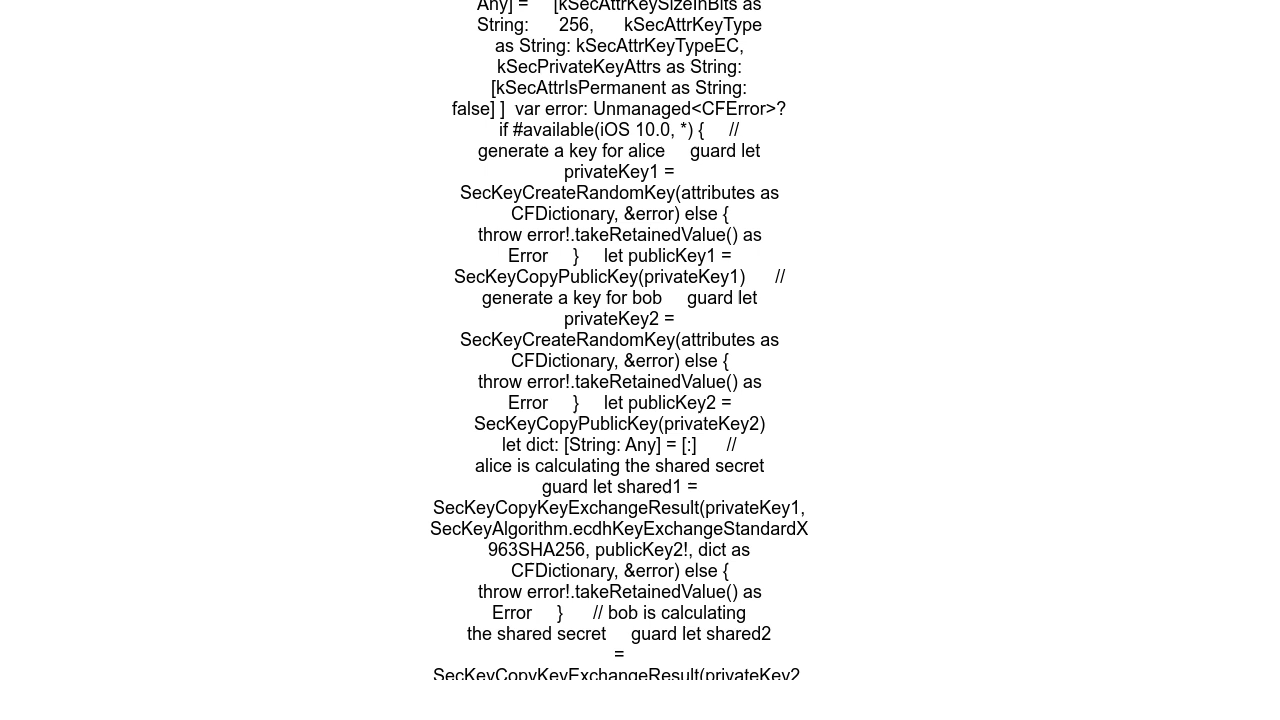 Any] =     [kSecAttrKeySizeInBits as
String:      256,      kSecAttrKeyType
as String: kSecAttrKeyTypeEC,
kSecPrivateKeyAttrs as String:
[kSecAttrIsPermanent as String:
false] ]  var error: Unmanaged<CFError>?
if #available(iOS 10.0, *) {     //
generate a key for alice     guard let
privateKey1 =
SecKeyCreateRandomKey(attributes as
CFDictionary, &error) else {
throw error!.takeRetainedValue() as
Error     }     let publicKey1 =
SecKeyCopyPublicKey(privateKey1)      //
generate a key for bob     guard let
privateKey2 =
SecKeyCreateRandomKey(attributes as
CFDictionary, &error) else {
throw error!.takeRetainedValue() as
Error     }     let publicKey2 =
SecKeyCopyPublicKey(privateKey2)
let dict: [String: Any] = [:]      //
alice is calculating the shared secret
guard let shared1 =
SecKeyCopyKeyExchangeResult(privateKey1,
SecKeyAlgorithm.ecdhKeyExchangeStandardX
963SHA256, publicKey2!, dict as
CFDictionary, &error) else {
throw error!.takeRetainedValue() as
Error     }      // bob is calculating
the shared secret     guard let shared2
=
SecKeyCopyKeyExchangeResult(privateKey2,